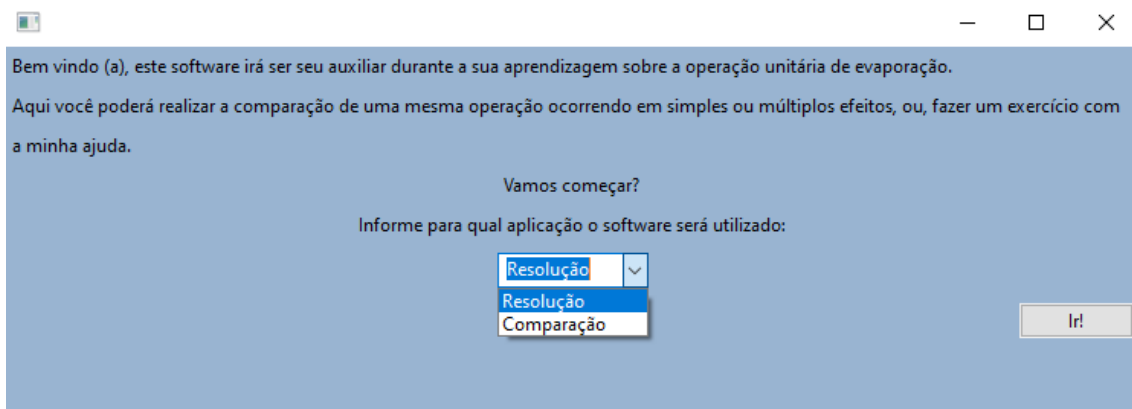 Bem vindo (a), este software irá ser seu auxiliar durante a sua aprendizagem sobre a operação unitária de evaporação.
Aqui você poderá realizar a comparação de uma mesma operação ocorrendo em simples ou múltiplos efeitos, ou, fazer um exercício com
a minha ajuda.
Vamos começar?
Informe para qual aplicação o software será utilizado:
Resolução
Resolução
Comparação
Ir!